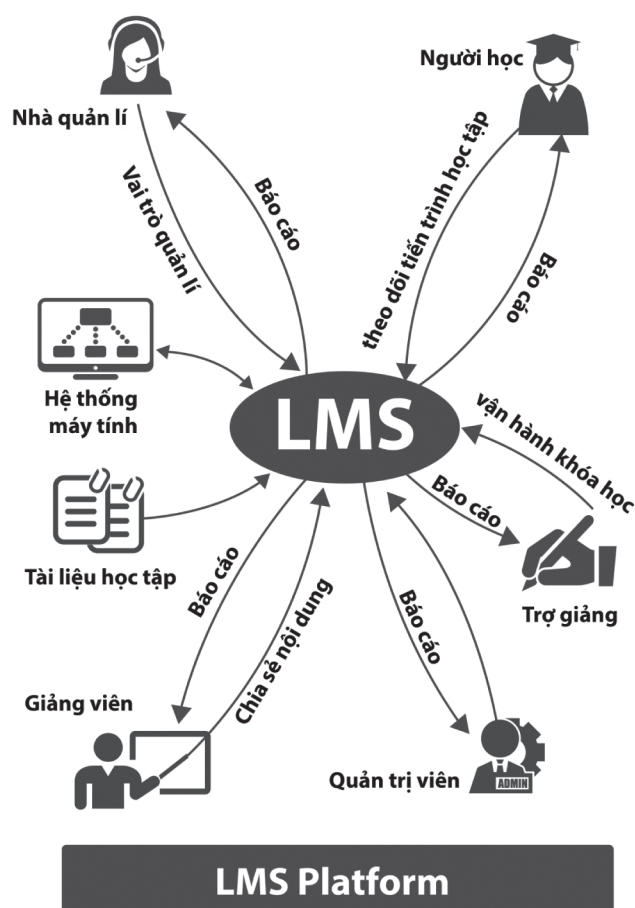 Người học
Nhà quản lí
Vai trò quản lí
Báo cáo
theo dõi tiến trình học tập
Báo cáo
Hệ thống
máy tính
LMS
vận hành khóa học
Báo cáo
Tài liệu học tập
Trợ giảng
Báo cáo
Chia sẻ nội dung
Báo cáo
Giảng viên
Quản trị viên
ADMIN
LMS Platform